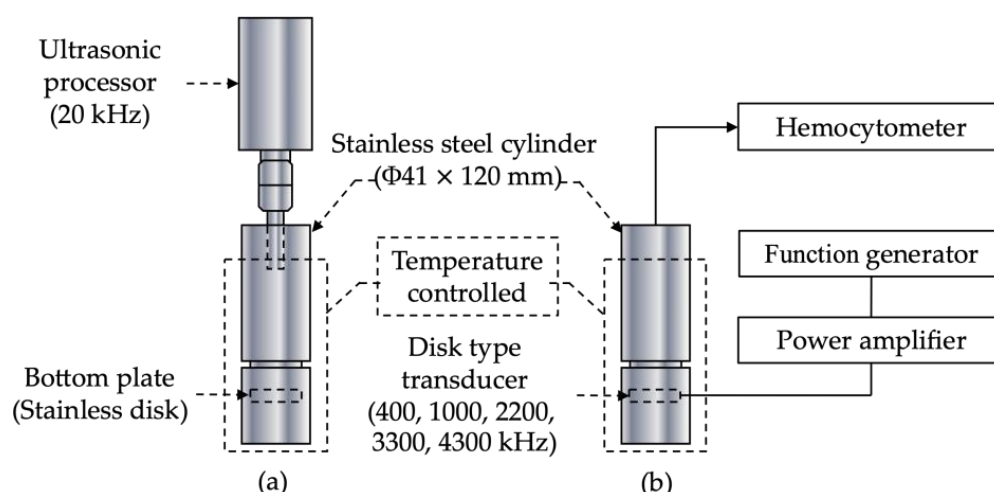 Ultrasonic
processor
(20 kHz)
Stainless steel cylinder
(Φ41 × 120 mm)
Hemocytometer
Temperature
controlled
Function generator
Power amplifier
Bottom plate
(Stainless disk)
Disk type
transducer
(400, 1000, 2200,
3300, 4300 kHz)
(a)
(b)